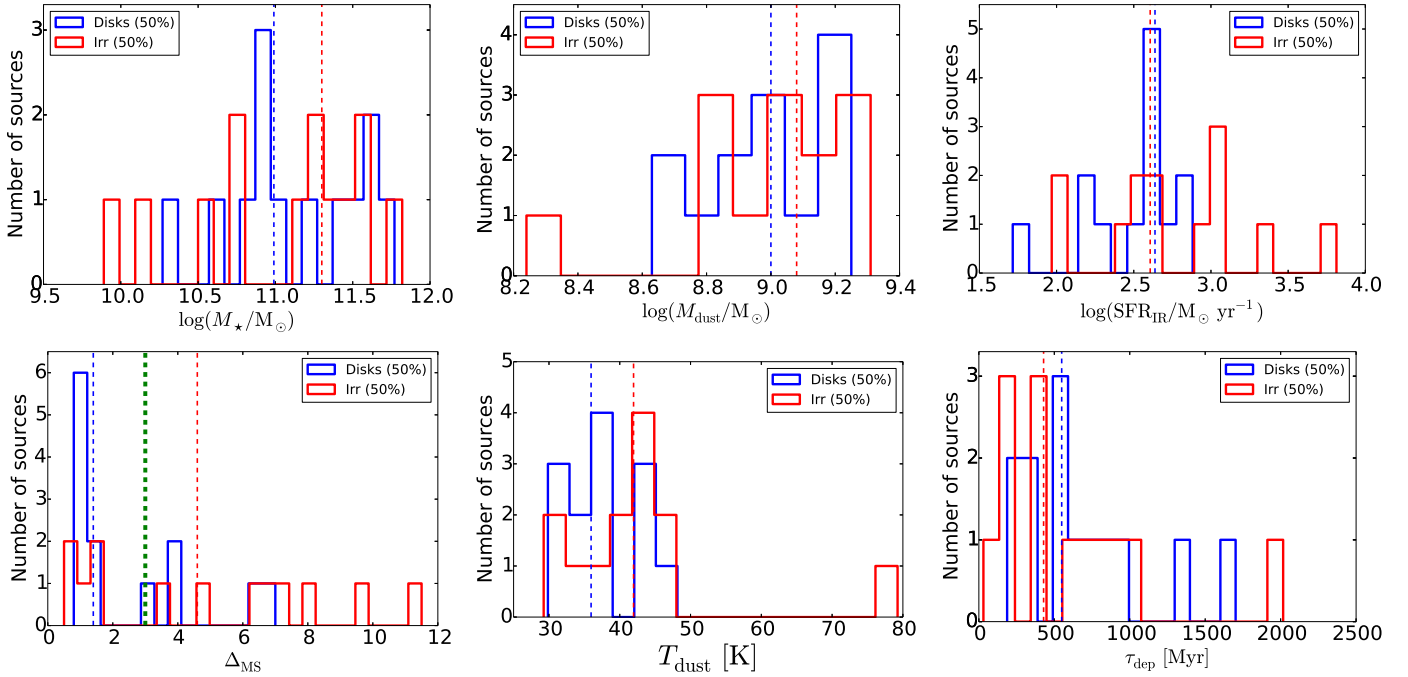 Number of sources
3
2
1
0
Disks (50%)
Irr (50%)
9.5 10.0 10.5 11.0 11.5 12.0
log(M⋆/M⊙)
Number of sources
4
3
2
1
0
Disks (50%)
Irr (50%)
8.2 8.4 8.6 8.8 9.0 9.2 9.4
log(M_dust/M⊙)
Number of sources
5
4
3
2
1
0
Disks (50%)
Irr (50%)
1.5 2.0 2.5 3.0 3.5 4.0
log(SFR_IR/M⊙ yr⁻¹)
Number of sources
6
5
4
3
2
1
0
Disks (50%)
Irr (50%)
0 2 4 6 8 10 12
Δ_MS
Number of sources
5
4
3
2
1
0
Disks (50%)
Irr (50%)
30 40 50 60 70 80
T_dust [K]
Number of sources
3
2
1
0
Disks (50%)
Irr (50%)
0 500 1000 1500 2000 2500
τ_dep [Myr]